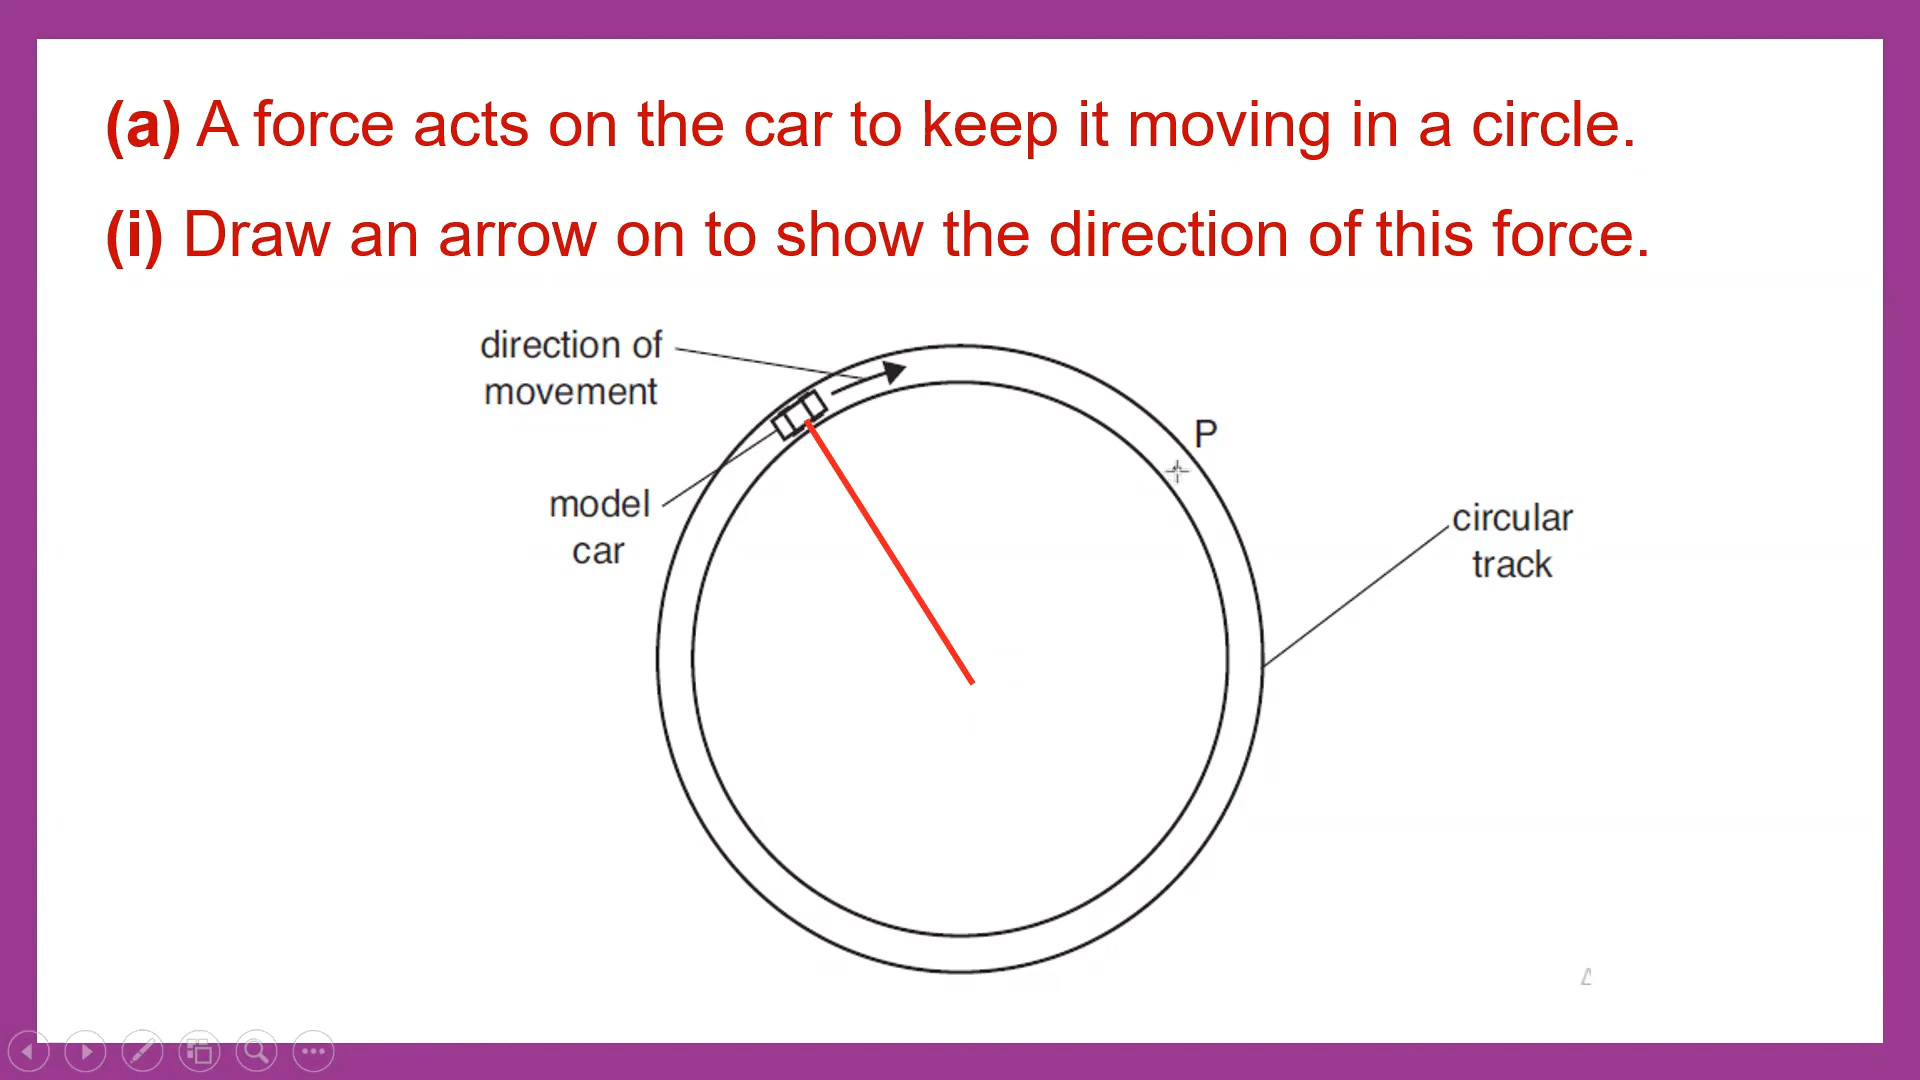 (a) A force acts on the car to keep it moving in a circle.
(i) Draw an arrow on to show the direction of this force.
direction of
movement
P
model
car
circular
track